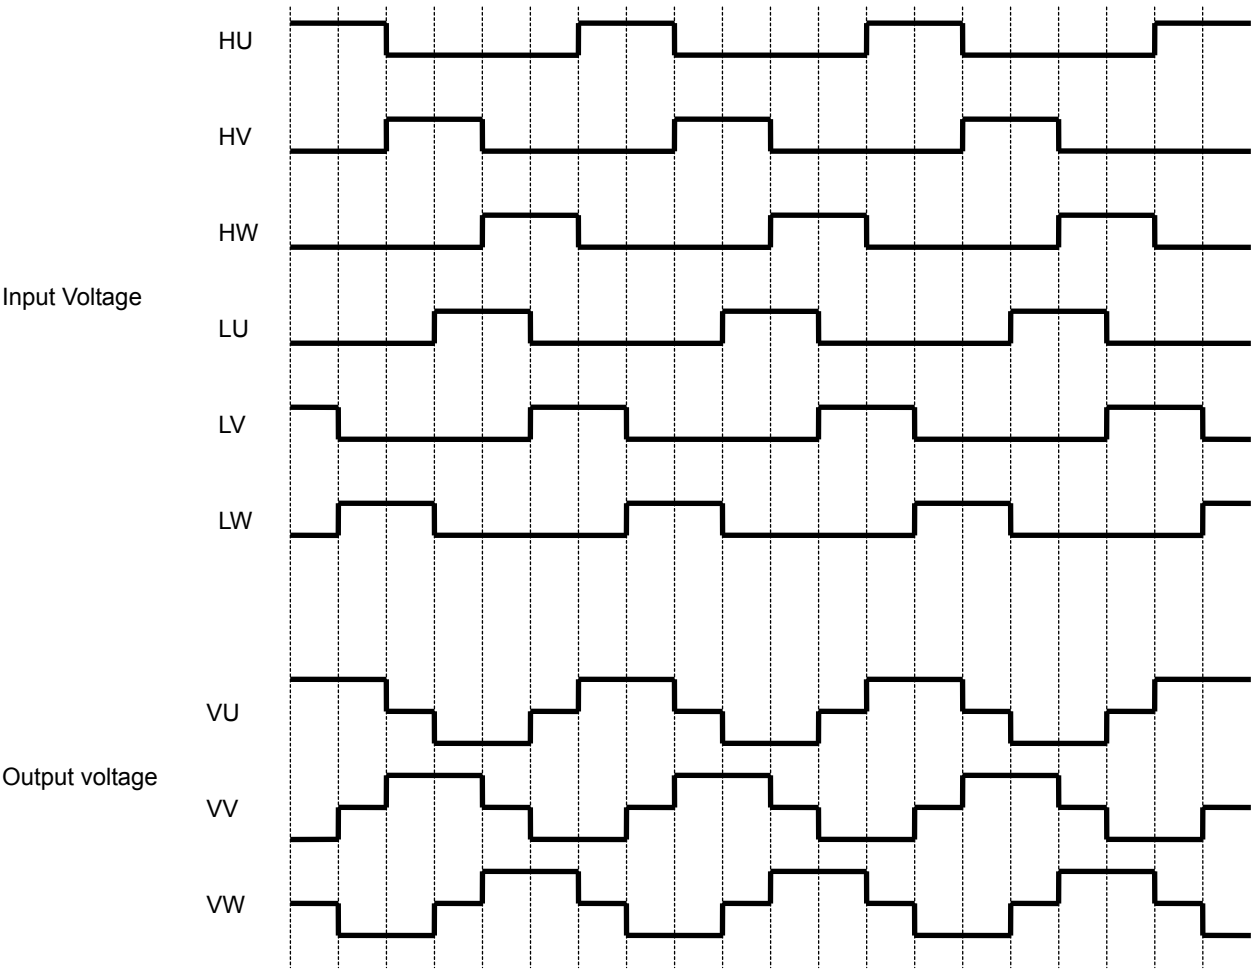 HU
HV
HW
Input Voltage
LU
LV
LW
VU
Output voltage
VV
VW